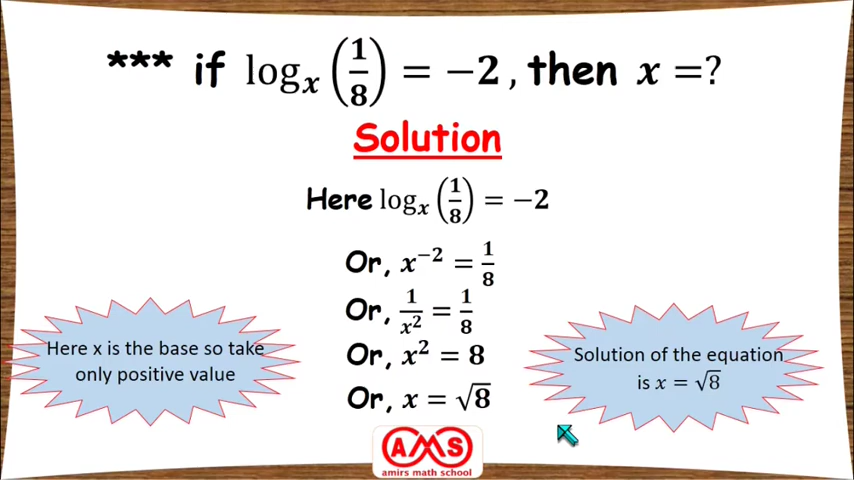 *** if log_x (1/8) = −2, then x =?
Solution
Here log_x (1/8) = −2
Or, x⁻² = 1/8
Or, 1/x² = 1/8
Or, x² = 8
Or, x = √8
Here x is the base so take
only positive value
Solution of the equation
is x = √8
AMS
amirs math school